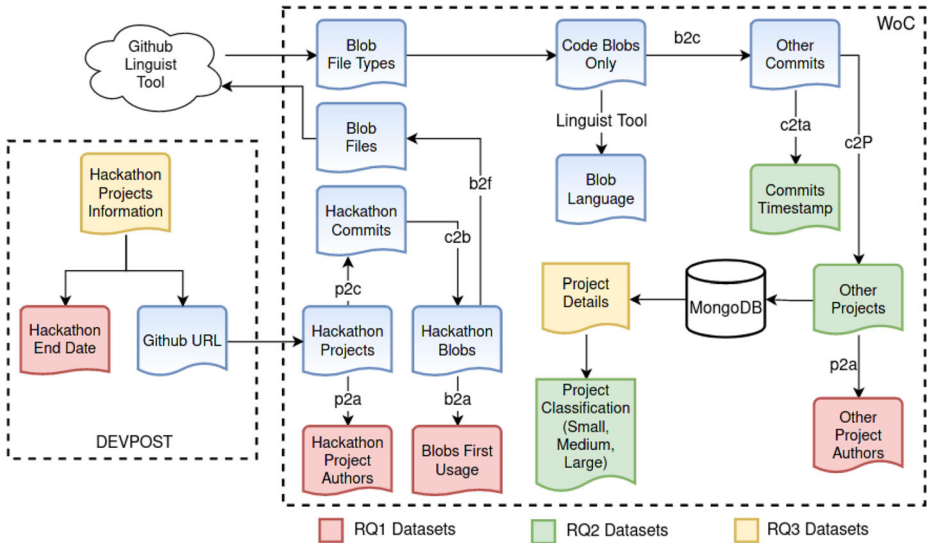 WoC
Github
Linguist
Tool
Blob
File Types
Code Blobs
Only
b2c
Other
Commits
Blob
Files
Linguist Tool
c2ta
c2P
Hackathon
Projects
Information
b2f
Blob
Language
Commits
Timestamp
Hackathon
Commits
c2b
p2c
Project
Details
MongoDB
Other
Projects
Hackathon
End Date
Github URL
Hackathon
Projects
Hackathon
Blobs
p2a
b2a
p2a
Project
Classification
(Small,
Medium,
Large)
DEVPOST
Hackathon
Project
Authors
Blobs First
Usage
Other
Project
Authors
RQ1 Datasets
RQ2 Datasets
RQ3 Datasets